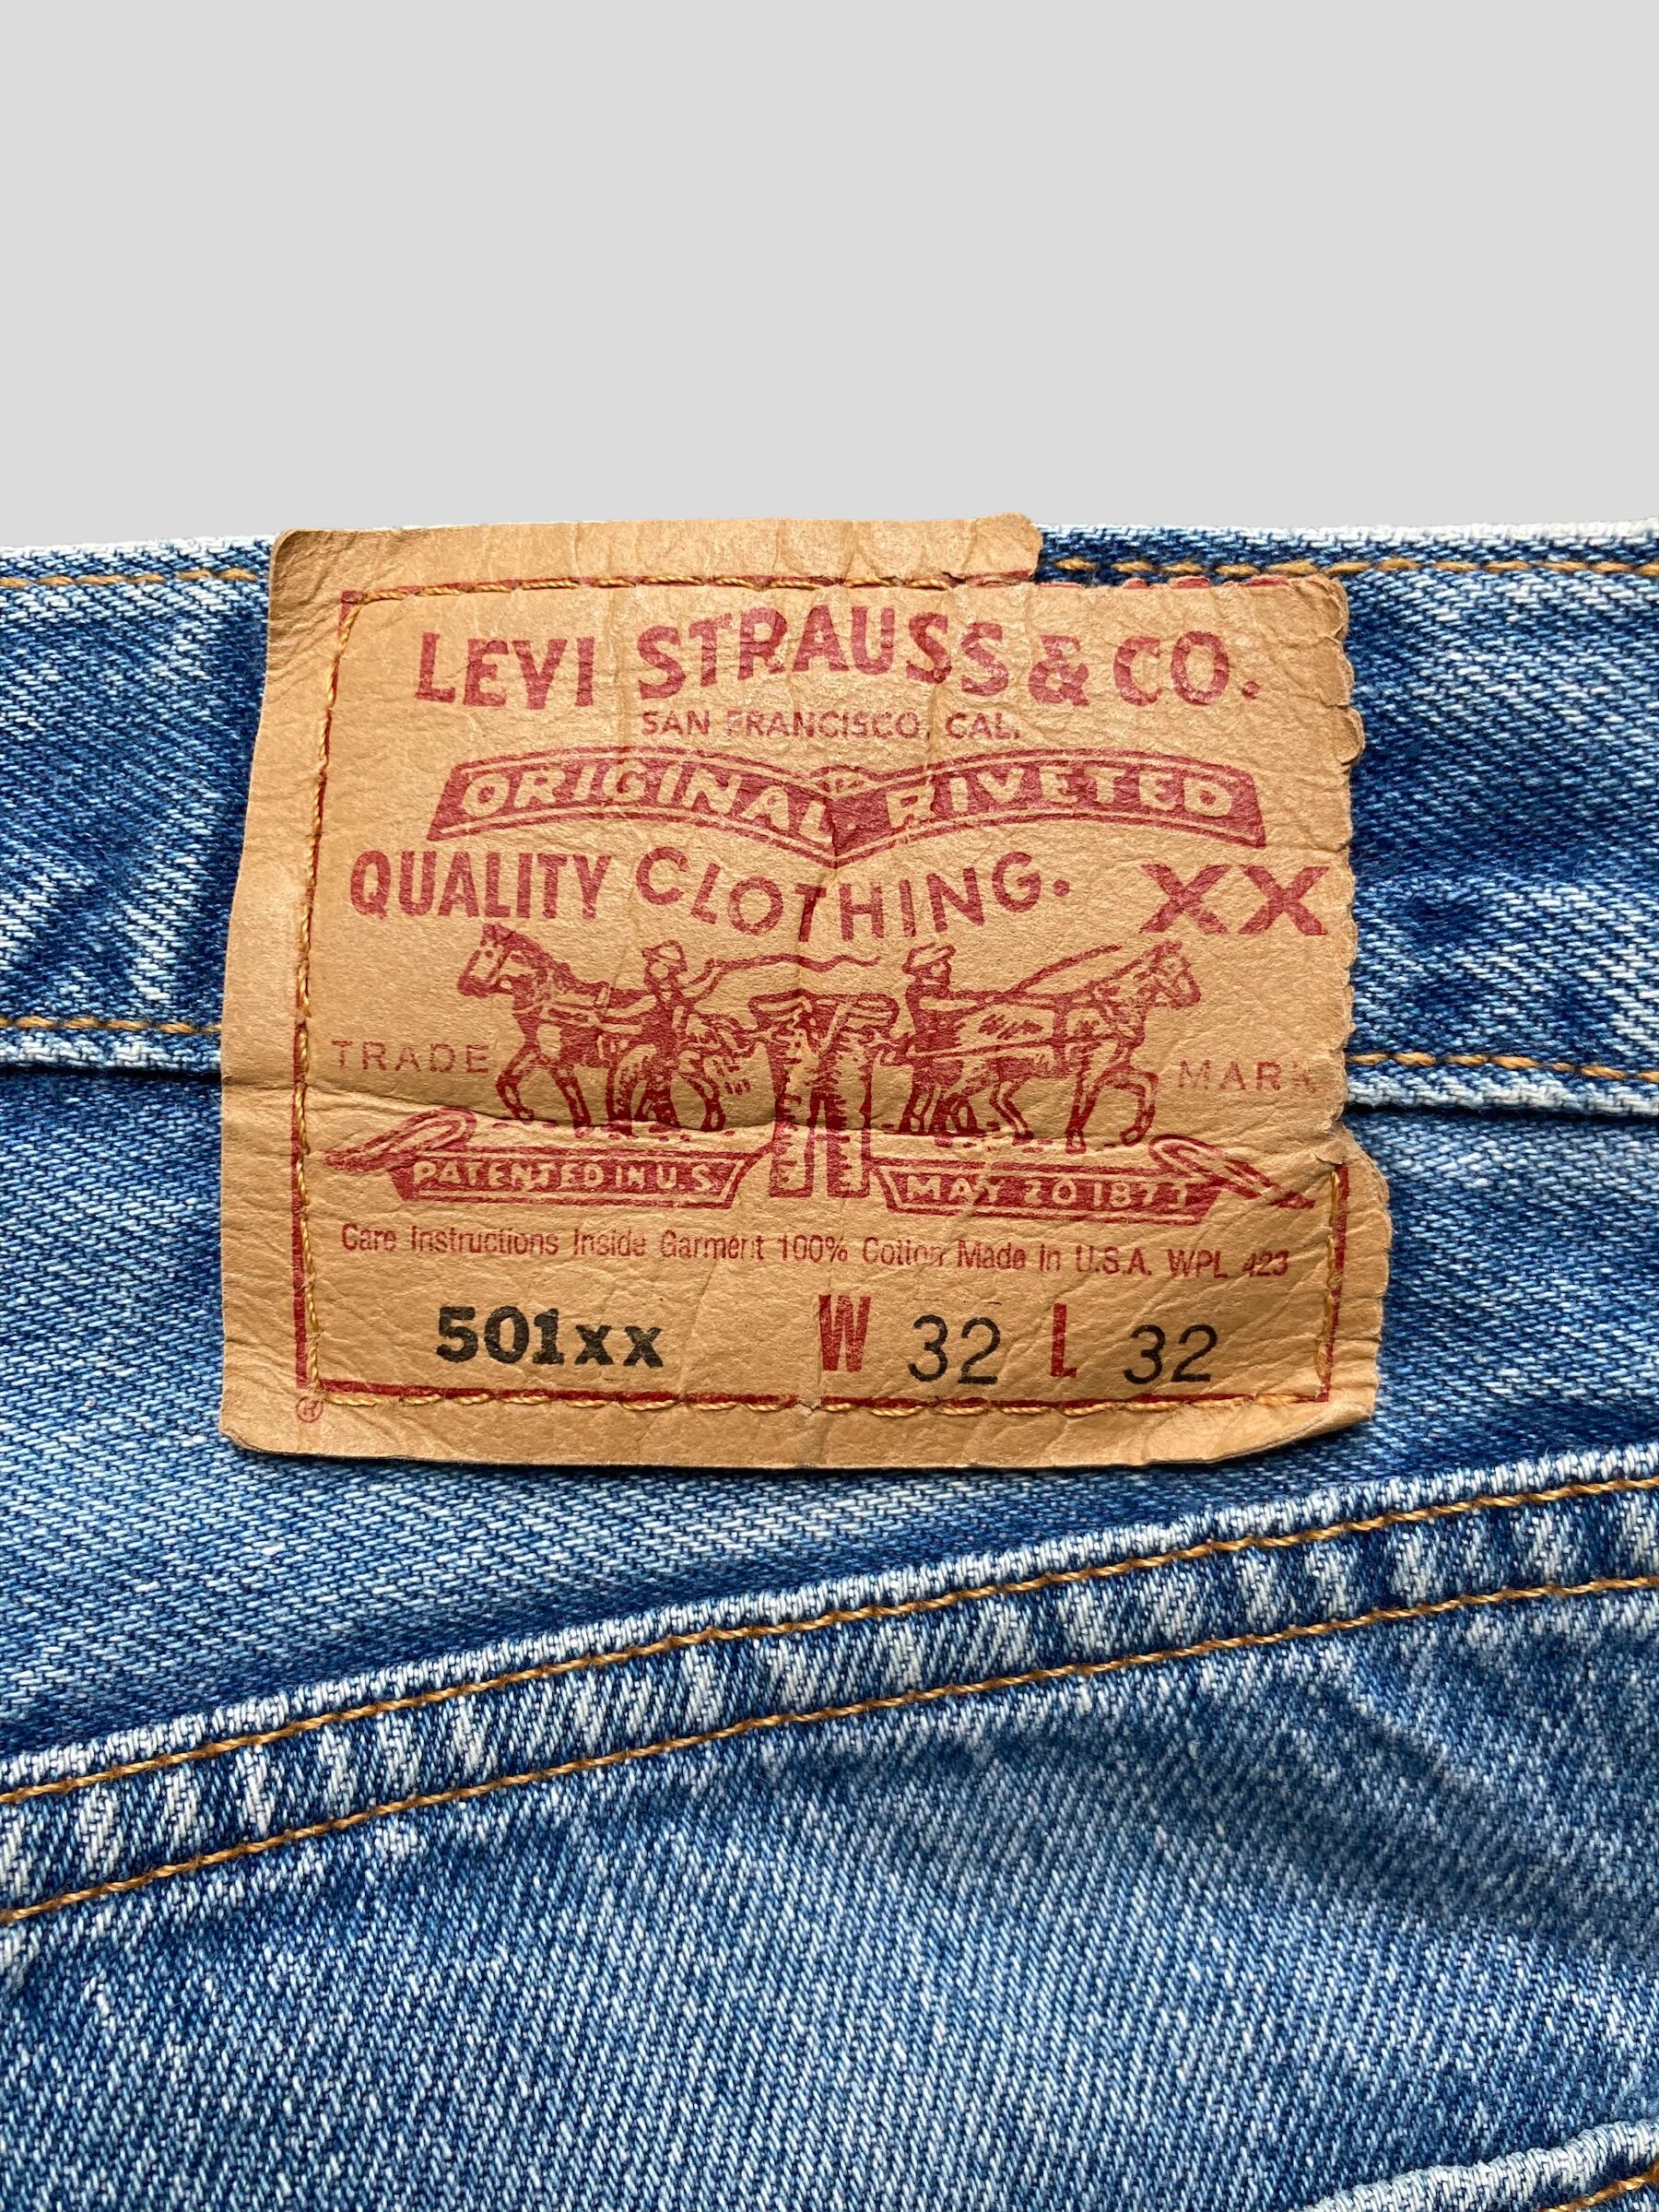 LEVI STRAUSS & CO.
SAN FRANCISCO, CAL.
ORIGINAL RIVETED
QUALITY CLOTHING. XX
TRADE MARK
PATENTED IN U.S. MAY 20 1873
Care Instructions Inside Garment 100% Cotton Made in U.S.A. WPL 423
501xx W 32 L 32
®